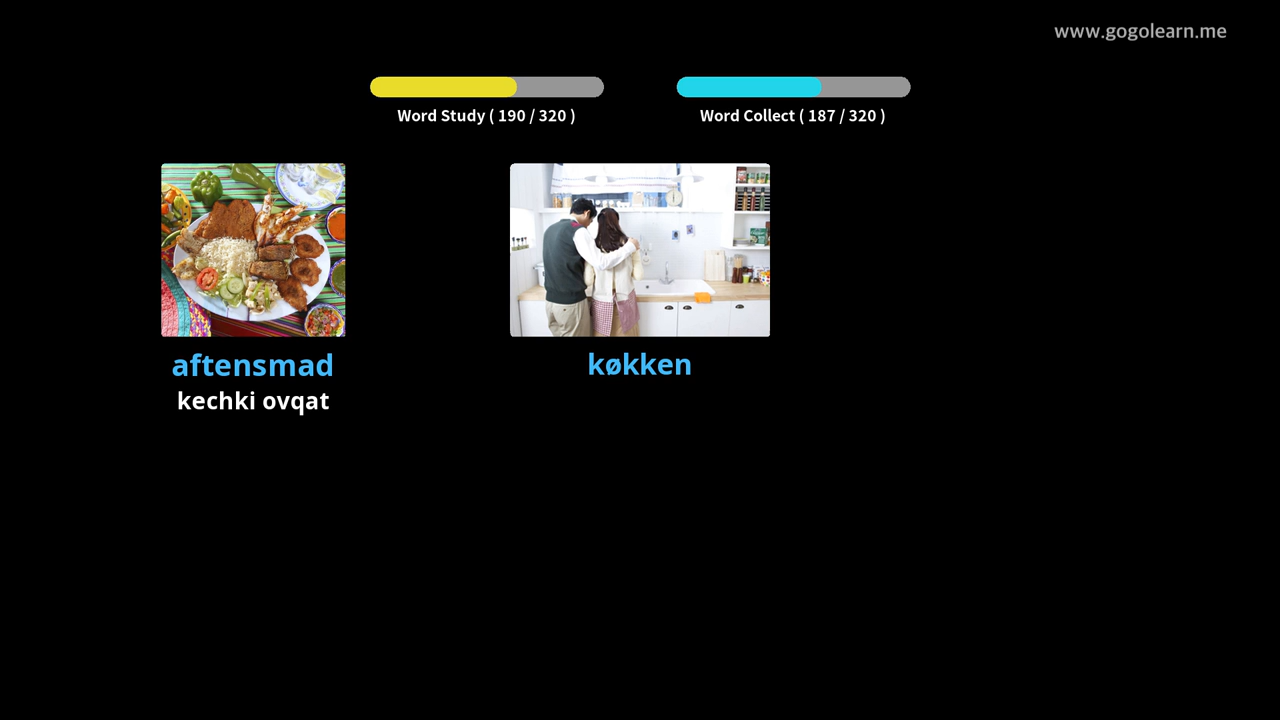 www.gogolearn.me
Word Study ( 190 / 320 )
Word Collect ( 187 / 320 )
aftensmad
kechki ovqat
køkken